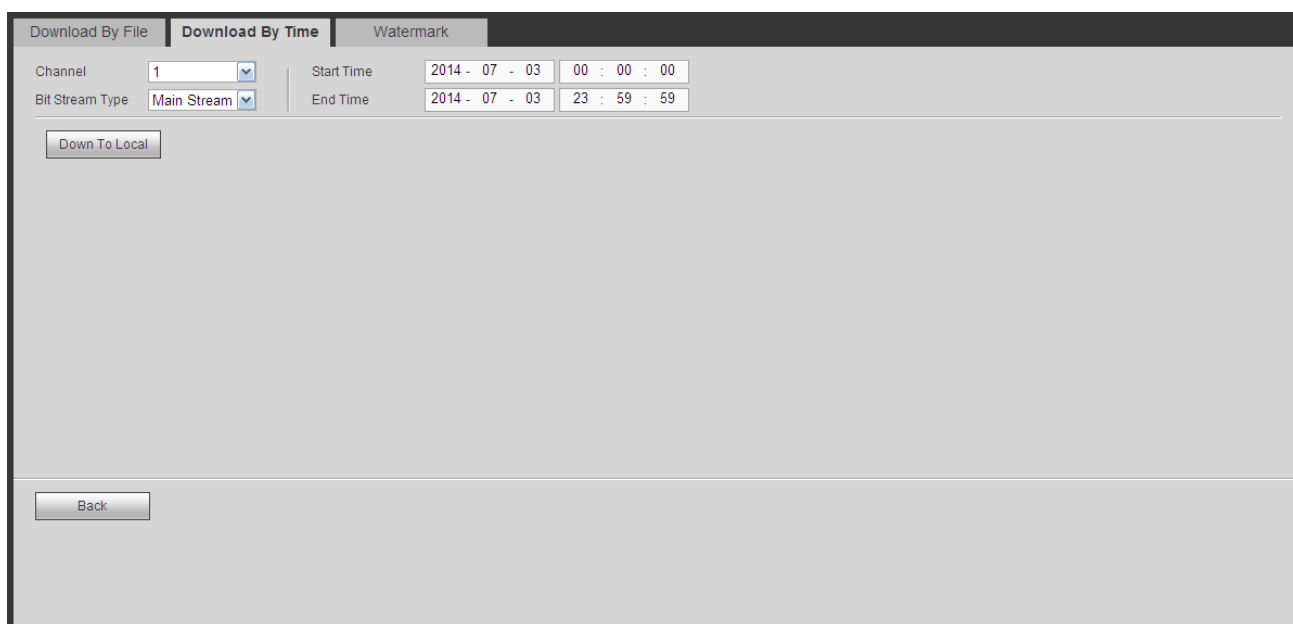 Download By File Download By Time Watermark
Channel 1 Start Time 2014 - 07 - 03 00 : 00 : 00
Bit Stream Type Main Stream End Time 2014 - 07 - 03 23 : 59 : 59
Down To Local
Back